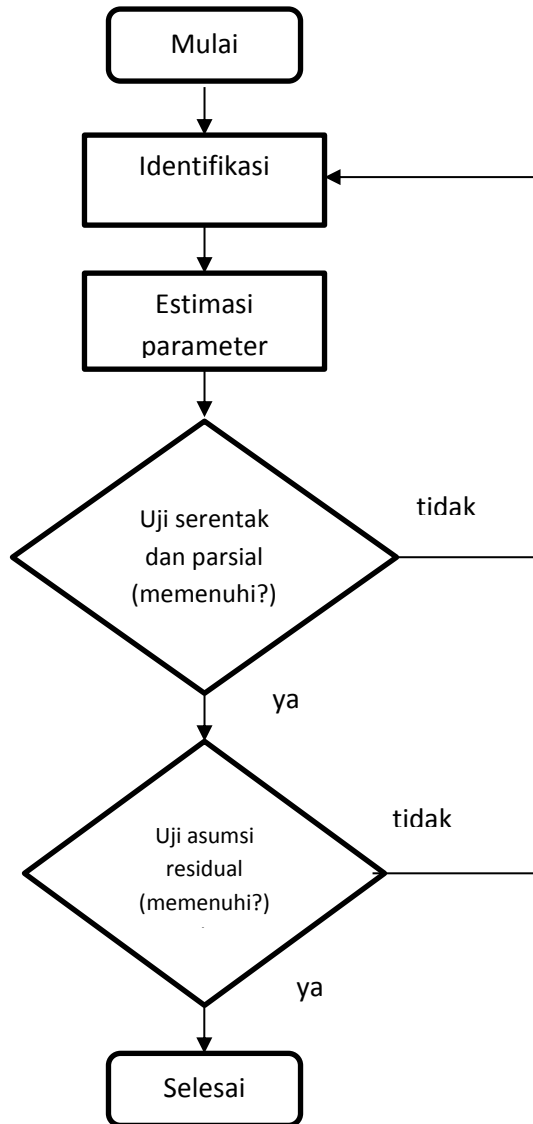 Mulai
Identifikasi
Estimasi
parameter
Uji serentak
dan parsial
(memenuhi?)
tidak
ya
Uji asumsi
residual
(memenuhi?)
tidak
ya
Selesai